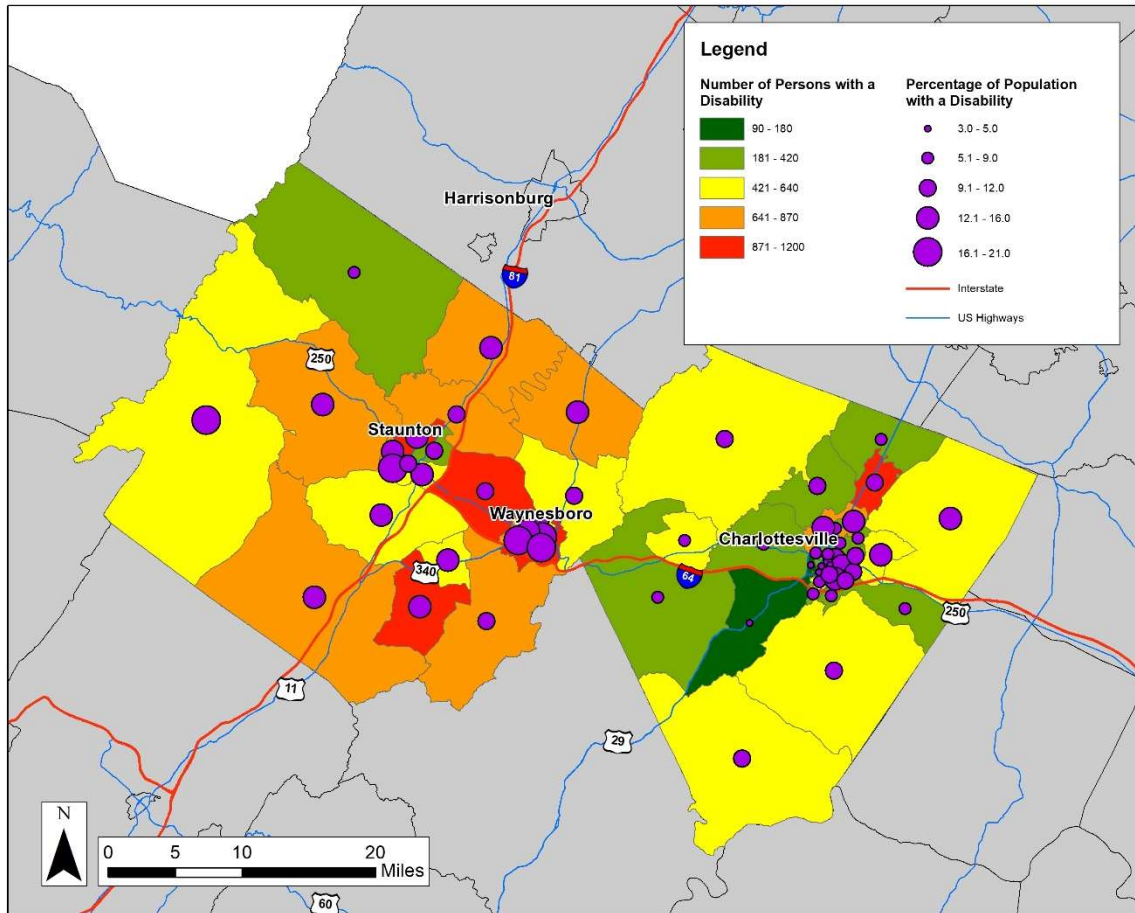 Legend
Number of Persons with a
Disability
90 - 180
181 - 420
421 - 640
641 - 870
871 - 1200
Percentage of Population
with a Disability
3.0 - 5.0
5.1 - 9.0
9.1 - 12.0
12.1 - 16.0
16.1 - 21.0
Interstate
US Highways
Harrisonburg
81
250
Staunton
Waynesboro
Charlottesville
340
64
250
11
29
60
N
0 5 10 20
Miles